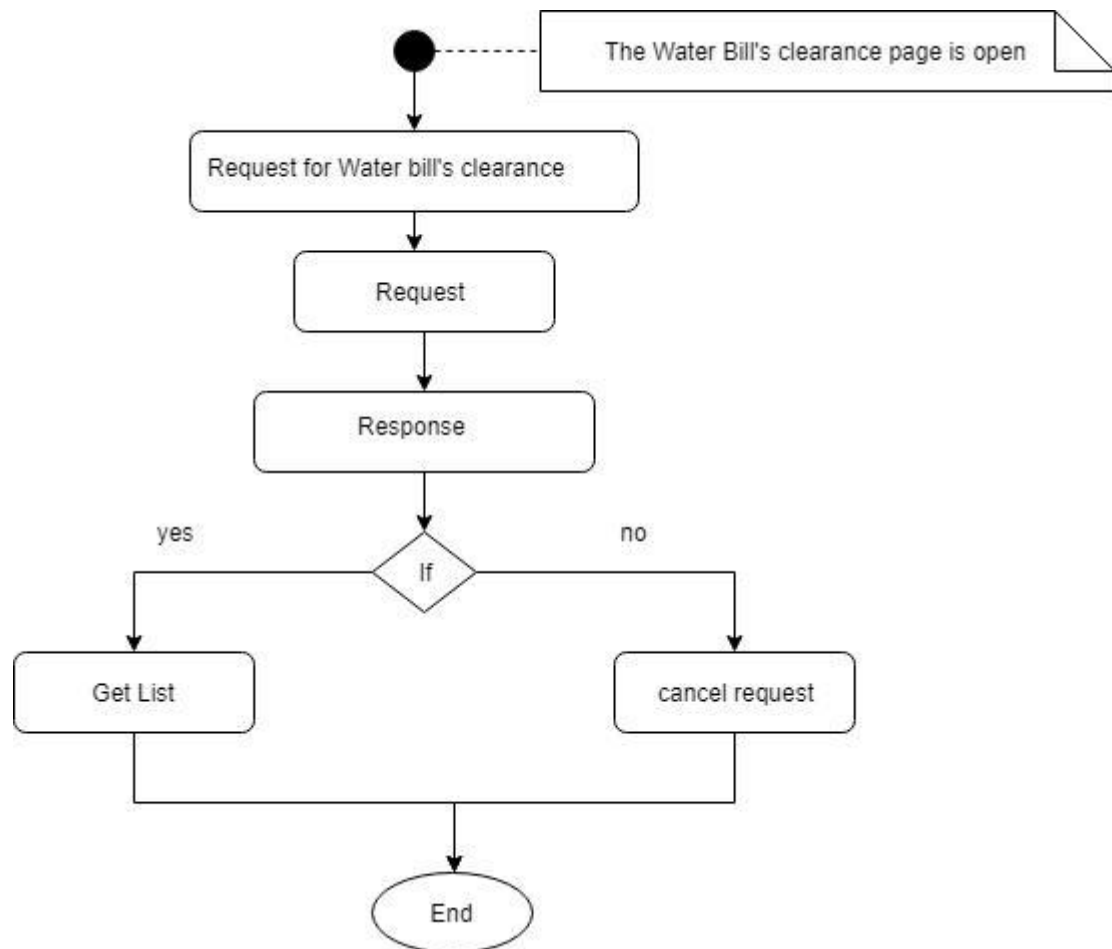 The Water Bill's clearance page is open
Request for Water bill's clearance
Request
Response
yes
no
If
Get List
cancel request
End